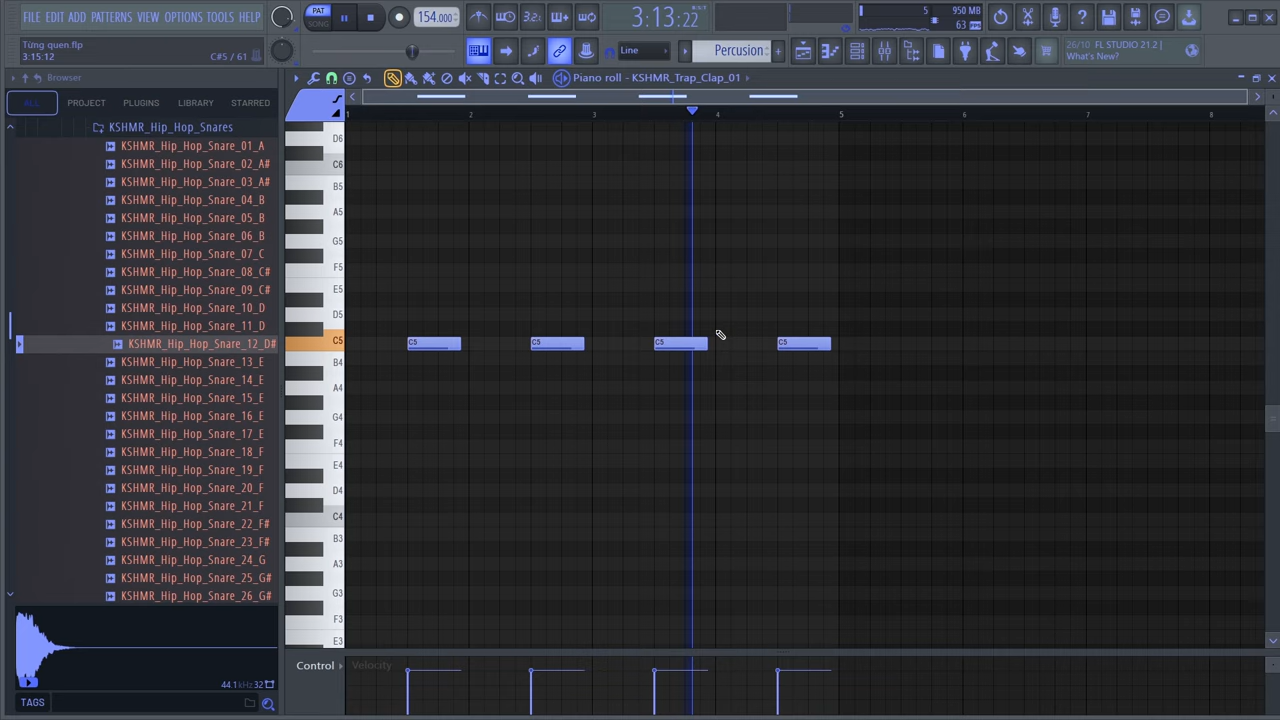 FILE EDIT ADD PATTERNS VIEW OPTIONS TOOLS HELP
PAT
SONG
154.000
3:13:22
5
950 MB
63
Từng quen.flp
3:15:12
C#5 / 61
Line
Percusion
26/10 FL STUDIO 21.2 |
What's New?
Browser
Piano roll - KSHMR_Trap_Clap_01
ALL
PROJECT
PLUGINS
LIBRARY
STARRED
1 2 3 4 5 6 7 8
KSHMR_Hip_Hop_Snares
KSHMR_Hip_Hop_Snare_01_A
KSHMR_Hip_Hop_Snare_02_A#
KSHMR_Hip_Hop_Snare_03_A#
KSHMR_Hip_Hop_Snare_04_B
KSHMR_Hip_Hop_Snare_05_B
KSHMR_Hip_Hop_Snare_06_B
KSHMR_Hip_Hop_Snare_07_C
KSHMR_Hip_Hop_Snare_08_C#
KSHMR_Hip_Hop_Snare_09_C#
KSHMR_Hip_Hop_Snare_10_D
KSHMR_Hip_Hop_Snare_11_D
KSHMR_Hip_Hop_Snare_12_D#
KSHMR_Hip_Hop_Snare_13_E
KSHMR_Hip_Hop_Snare_14_E
KSHMR_Hip_Hop_Snare_15_E
KSHMR_Hip_Hop_Snare_16_E
KSHMR_Hip_Hop_Snare_17_E
KSHMR_Hip_Hop_Snare_18_F
KSHMR_Hip_Hop_Snare_19_F
KSHMR_Hip_Hop_Snare_20_F
KSHMR_Hip_Hop_Snare_21_F
KSHMR_Hip_Hop_Snare_22_F#
KSHMR_Hip_Hop_Snare_23_F#
KSHMR_Hip_Hop_Snare_24_G
KSHMR_Hip_Hop_Snare_25_G#
KSHMR_Hip_Hop_Snare_26_G#
D6
C6
B5
A5
G5
F5
E5
D5
C5
C5 C5 C5 C5
B4
A4
G4
F4
E4
D4
C4
B3
A3
G3
F3
E3
Control
Velocity
44.1kHz 32
TAGS